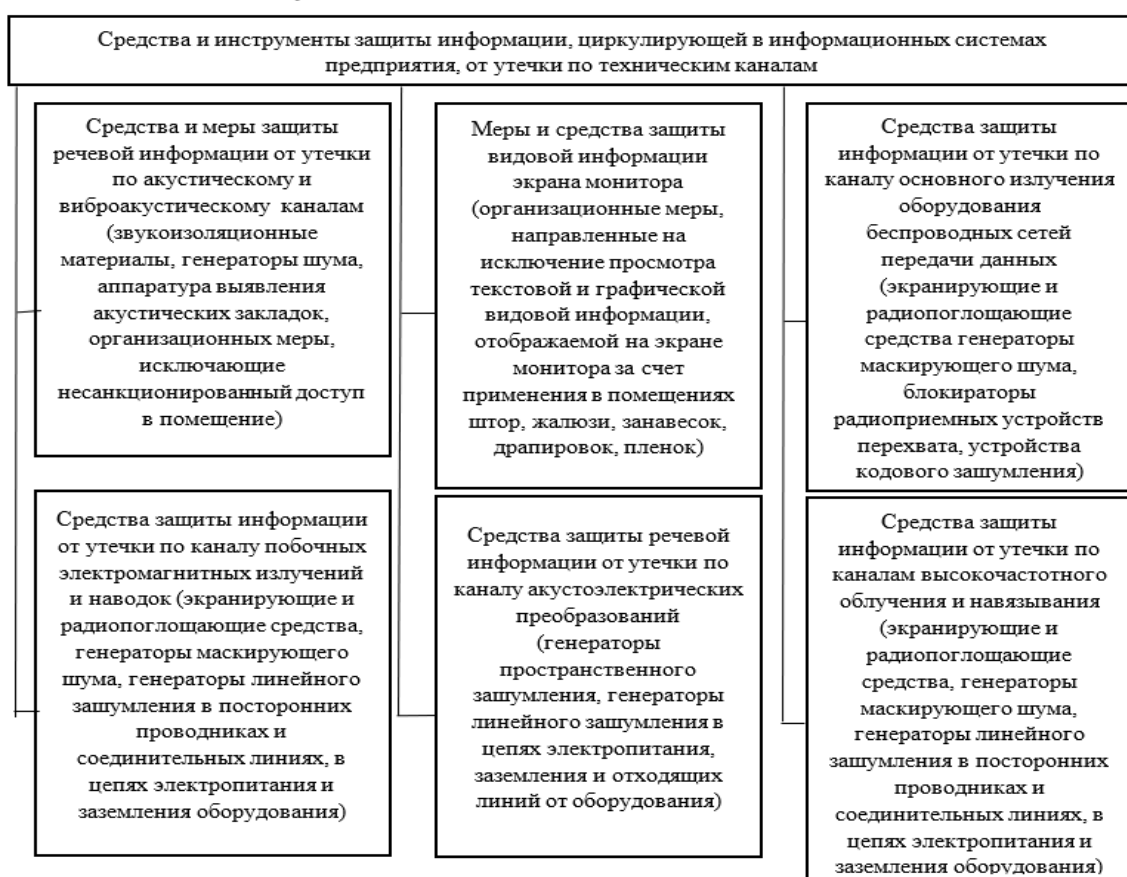 Средства и инструменты защиты информации, циркулирующей в информационных системах
предприятия, от утечки по техническим каналам
Средства и меры защиты
речевой информации от утечки
по акустическому и
виброакустическому каналам
(звукоизоляционные
материалы, генераторы шума,
аппаратура выявления
акустических закладок,
организационных меры,
исключающие
несанкционированный доступ
в помещение)
Меры и средства защиты
видовой информации
экрана монитора
(организационные меры,
направленные на
исключение просмотра
текстовой и графической
видовой информации,
отображаемой на экране
монитора за счет
применения в помещениях
штор, жалюзи, занавесок,
драпировок, пленок)
Средства защиты
информации от утечки по
каналу основного излучения
оборудования
беспроводных сетей
передачи данных
(экранирующие и
радиопоглощающие
средства генераторы
маскирующего шума,
блокираторы
радиоприемных устройств
перехвата, устройства
кодового зашумления)
Средства защиты информации
от утечки по каналу побочных
электромагнитных излучений
и наводок (экранирующие и
радиопоглощающие средства,
генераторы маскирующего
шума, генераторы линейного
зашумления в посторонних
проводниках и
соединительных линиях, в
цепях электропитания и
заземления оборудования)
Средства защиты речевой
информации от утечки по
каналу акустоэлектрических
преобразований
(генераторы
пространственного
зашумления, генераторы
линейного зашумления в
цепях электропитания,
заземления и отходящих
линий от оборудования)
Средства защиты
информации от утечки по
каналам высокочастотного
облучения и навязывания
(экранирующие и
радиопоглощающие
средства, генераторы
маскирующего шума,
генераторы линейного
зашумления в посторонних
проводниках и
соединительных линиях, в
цепях электропитания и
заземления оборудования)